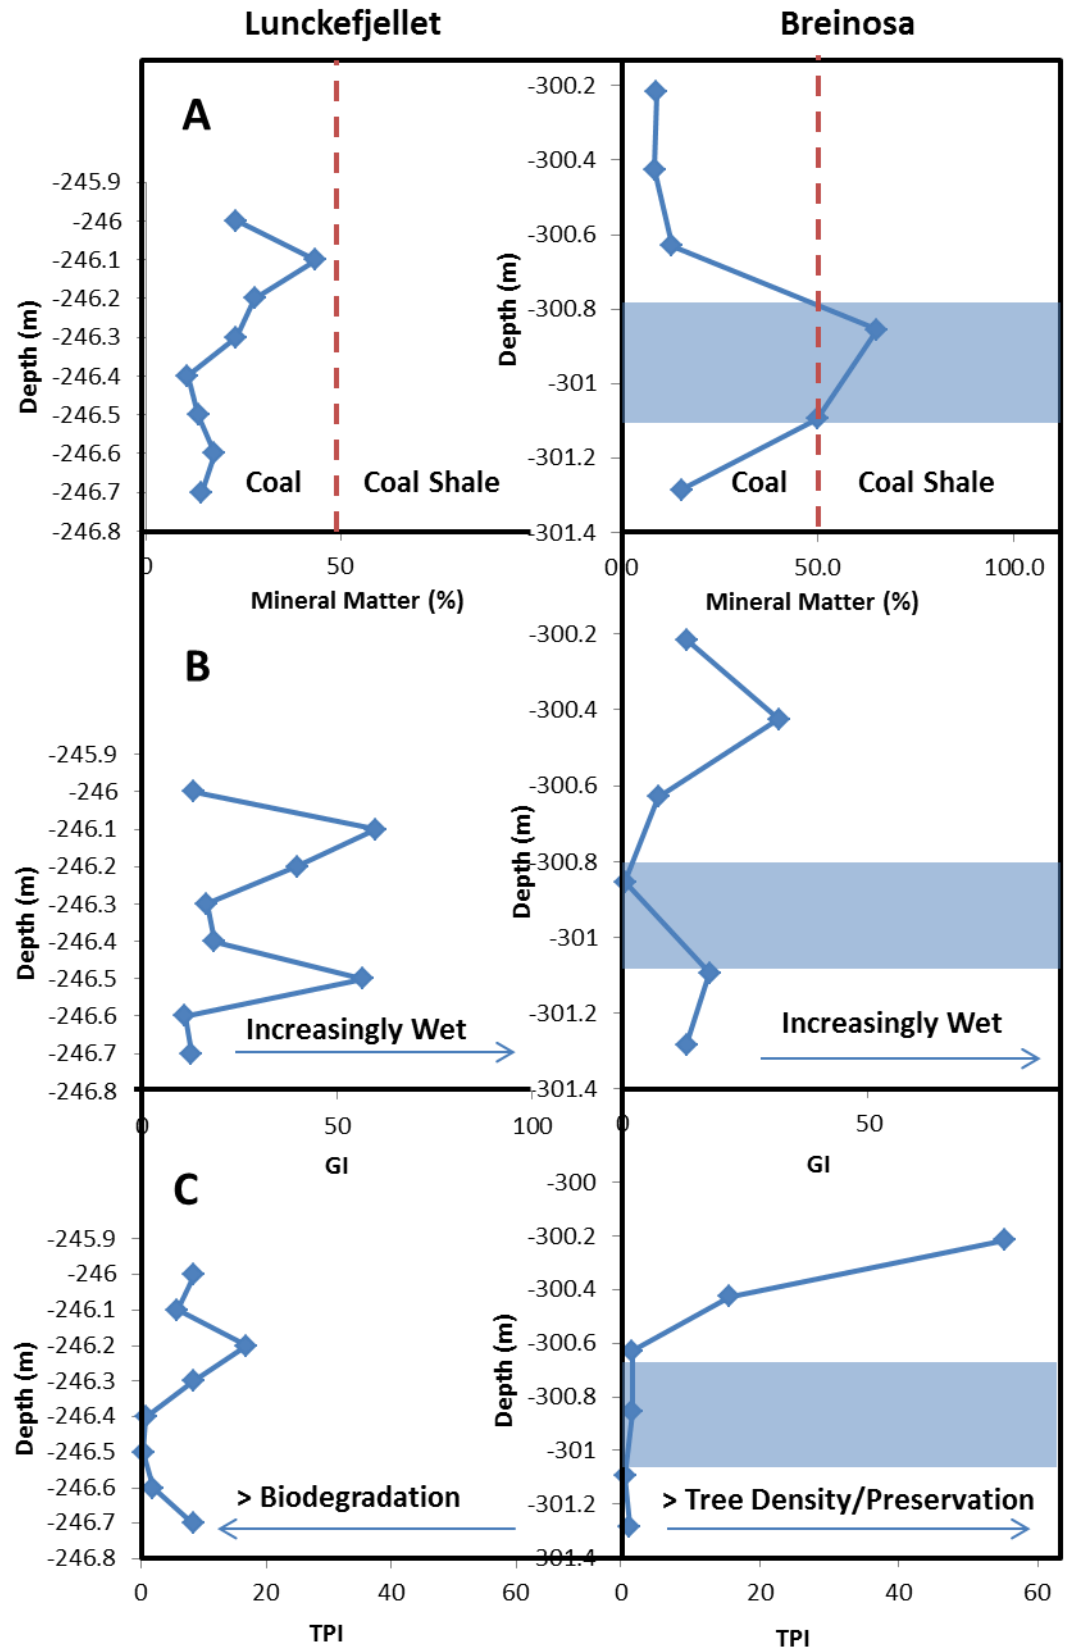 Lunckefjellet
Breinosa
A
Depth (m)
-245.9
-246
-246.1
-246.2
-246.3
-246.4
-246.5
-246.6
-246.7
-246.8
Coal
Coal Shale
0
50
Mineral Matter (%)
Depth (m)
-300.2
-300.4
-300.6
-300.8
-301
-301.2
-301.4
Coal
Coal Shale
0.0
50.0
100.0
Mineral Matter (%)
B
Depth (m)
-245.9
-246
-246.1
-246.2
-246.3
-246.4
-246.5
-246.6
-246.7
-246.8
Increasingly Wet
0
50
100
GI
Depth (m)
-300.2
-300.4
-300.6
-300.8
-301
-301.2
-301.4
Increasingly Wet
0
50
GI
C
Depth (m)
-245.9
-246
-246.1
-246.2
-246.3
-246.4
-246.5
-246.6
-246.7
-246.8
> Biodegradation
0
20
40
60
TPI
Depth (m)
-300
-300.2
-300.4
-300.6
-300.8
-301
-301.2
-301.4
> Tree Density/Preservation
0
20
40
60
TPI